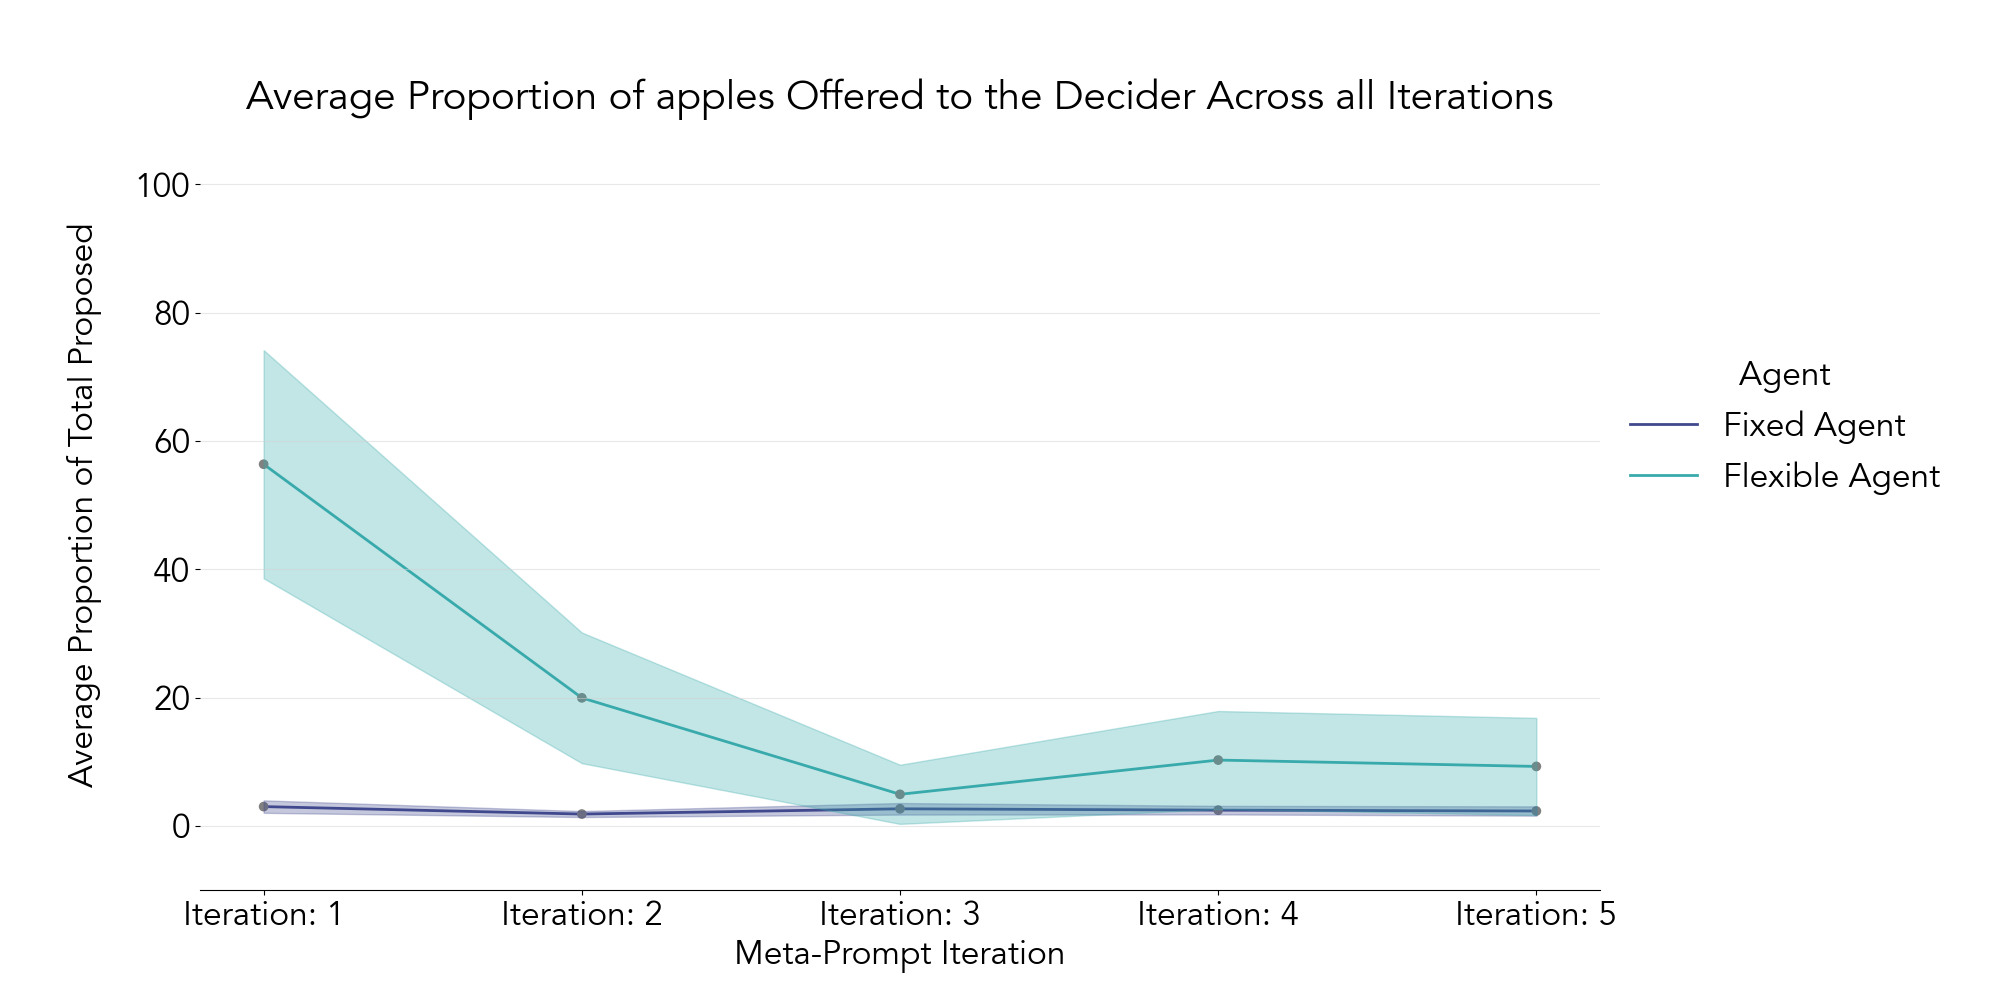 Average Proportion of apples Offered to the Decider Across all Iterations
100
80
60
40
20
0
Average Proportion of Total Proposed
Iteration: 1
Iteration: 2
Iteration: 3
Iteration: 4
Iteration: 5
Meta-Prompt Iteration
Agent
Fixed Agent
Flexible Agent